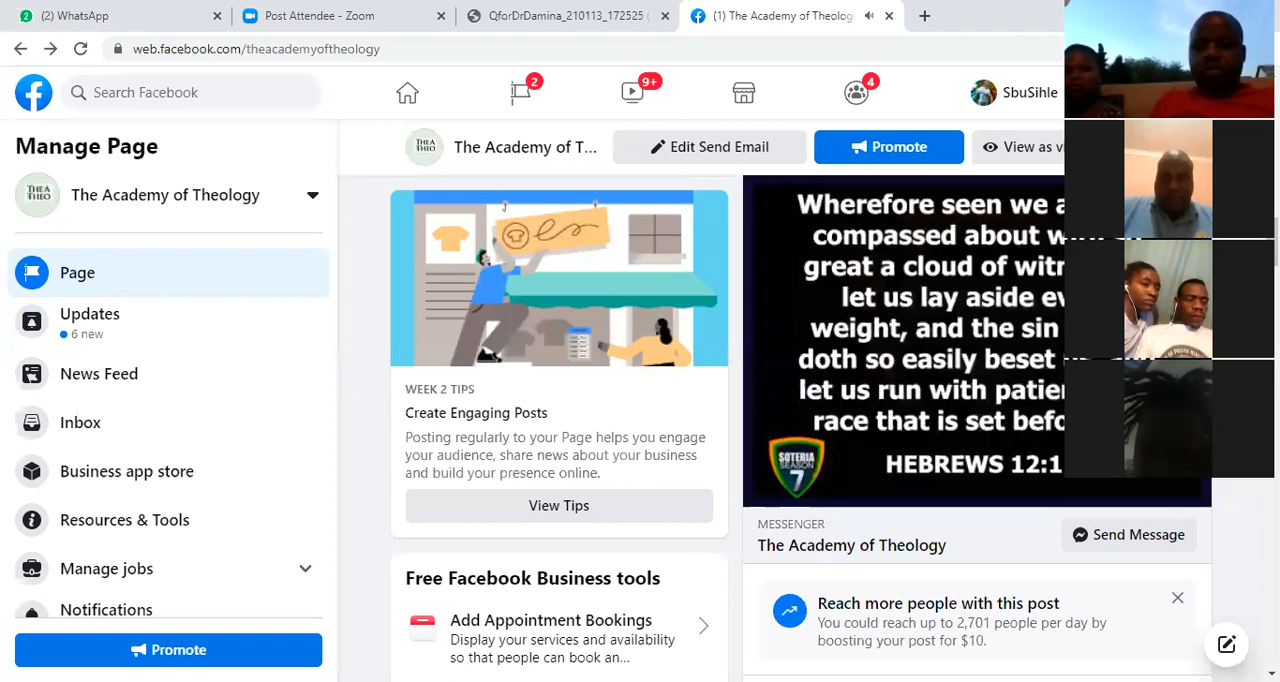 (2) WhatsApp
Post Attendee - Zoom
QforDrDamina_210113_172525 (
(1) The Academy of Theolog
web.facebook.com/theacademyoftheology
Search Facebook
2
9+
4
SbuSihle
Manage Page
The Academy of T...
Edit Send Email
Promote
View as
THEA
THEO
The Academy of Theology
Page
Updates
6 new
News Feed
Inbox
Business app store
Resources & Tools
Manage jobs
Notifications
Promote
WEEK 2 TIPS
Create Engaging Posts
Posting regularly to your Page helps you engage
your audience, share news about your business
and build your presence online.
View Tips
Free Facebook Business tools
Add Appointment Bookings
Display your services and availability
so that people can book an...
Wherefore seen we a
compassed about w
great a cloud of witn
let us lay aside ev
weight, and the sin
doth so easily beset
let us run with patien
race that is set befo
HEBREWS 12:1
SOTERIA
SEASON
7
MESSENGER
The Academy of Theology
Send Message
Reach more people with this post
You could reach up to 2,701 people per day by
boosting your post for $10.